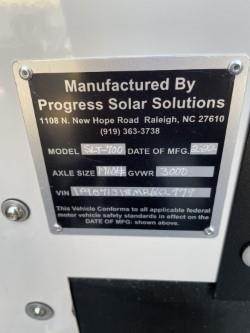 Manufactured By
Progress Solar Solutions
1108 N. New Hope Road Raleigh, NC 27610
(919) 363-3738
MODEL SLT-700 DATE OF MFG.
AXLE SIZE GVWR 3000
VIN
This Vehicle Conforms to all applicable federal
motor vehicle safety standards in effect on the
DATE OF MFG: shown above.